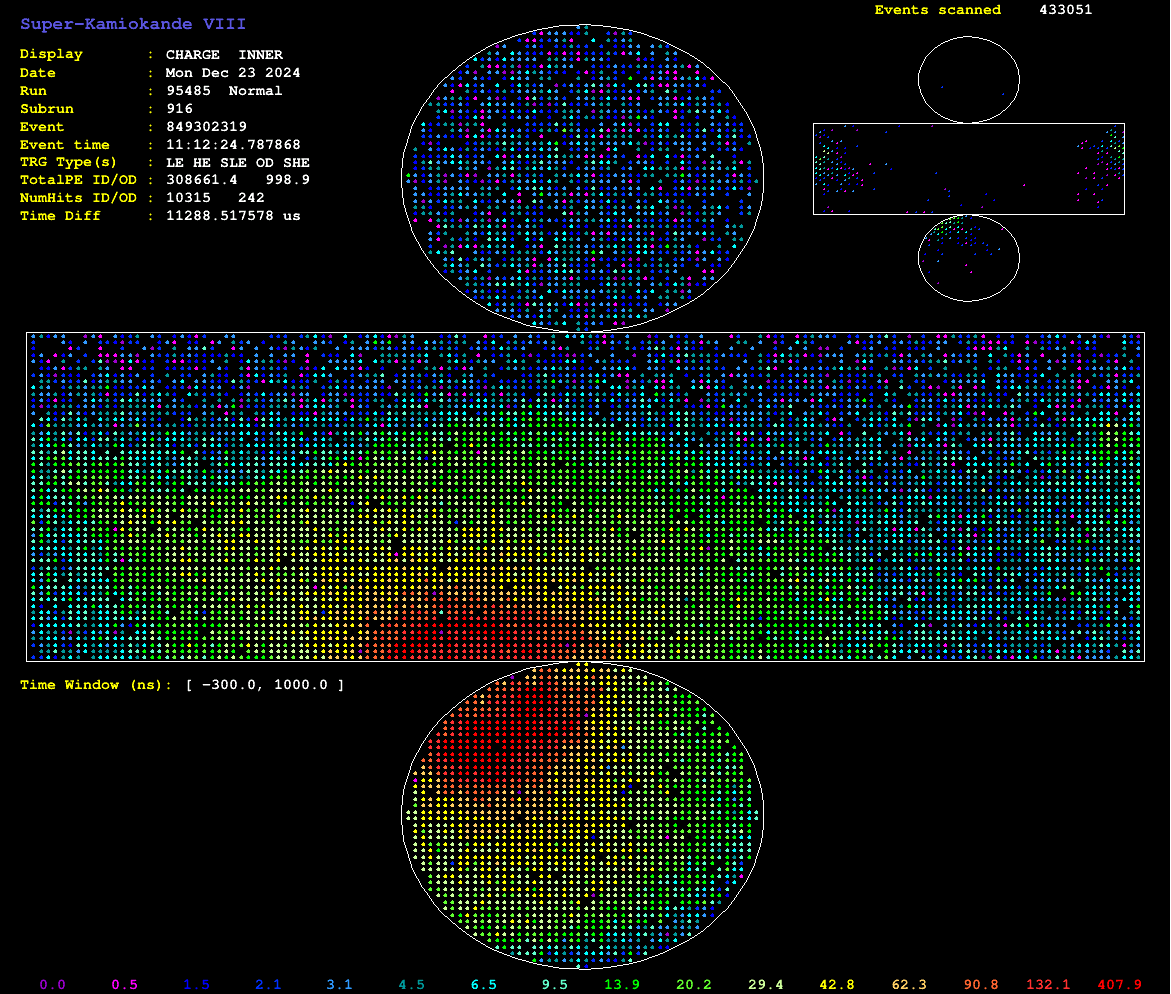 Super-Kamiokande VIII
Events scanned 433051
Display : CHARGE INNER
Date : Mon Dec 23 2024
Run : 95485 Normal
Subrun : 916
Event : 849302319
Event time : 11:12:24.787868
TRG Type(s) : LE HE SLE OD SHE
TotalPE ID/OD : 308661.4 998.9
NumHits ID/OD : 10315 242
Time Diff : 11288.517578 us
Time Window (ns): [ −300.0, 1000.0 ]
0.0 0.5 1.5 2.1 3.1 4.5 6.5 9.5 13.9 20.2 29.4 42.8 62.3 90.8 132.1 407.9